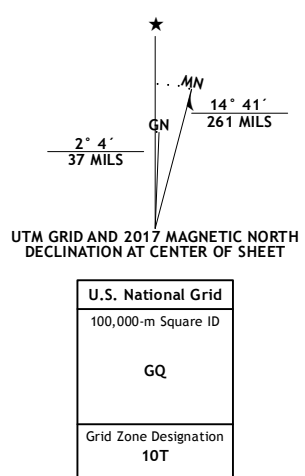 MN
GN
14° 41´
261 MILS
2° 4´
37 MILS
UTM GRID AND 2017 MAGNETIC NORTH
DECLINATION AT CENTER OF SHEET
U.S. National Grid
100,000-m Square ID
GQ
Grid Zone Designation
10T